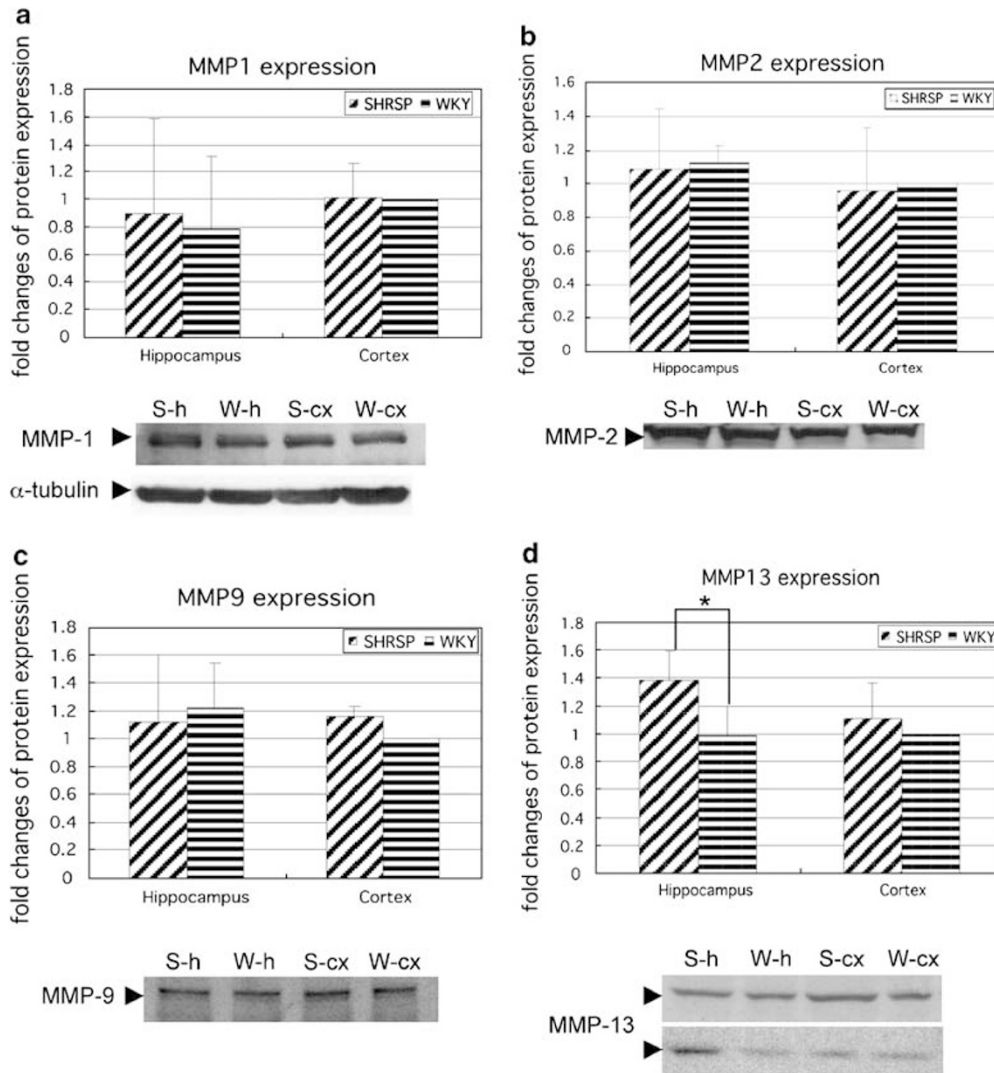 a
MMP1 expression
fold changes of protein expression
2
1.8
1.6
1.4
1.2
1
0.8
0.6
0.4
0.2
0
SHRSP WKY
Hippocampus Cortex
S-h W-h S-cx W-cx
MMP-1
α-tubulin
b
MMP2 expression
fold changes of protein expression
1.6
1.4
1.2
1
0.8
0.6
0.4
0.2
0
SHRSP WKY
Hippocampus Cortex
S-h W-h S-cx W-cx
MMP-2
c
MMP9 expression
fold changes of protein expression
1.8
1.6
1.4
1.2
1
0.8
0.6
0.4
0.2
0
SHRSP WKY
Hippocampus Cortex
S-h W-h S-cx W-cx
MMP-9
d
MMP13 expression
*
fold changes of protein expression
1.8
1.6
1.4
1.2
1
0.8
0.6
0.4
0.2
0
SHRSP WKY
Hippocampus Cortex
S-h W-h S-cx W-cx
MMP-13